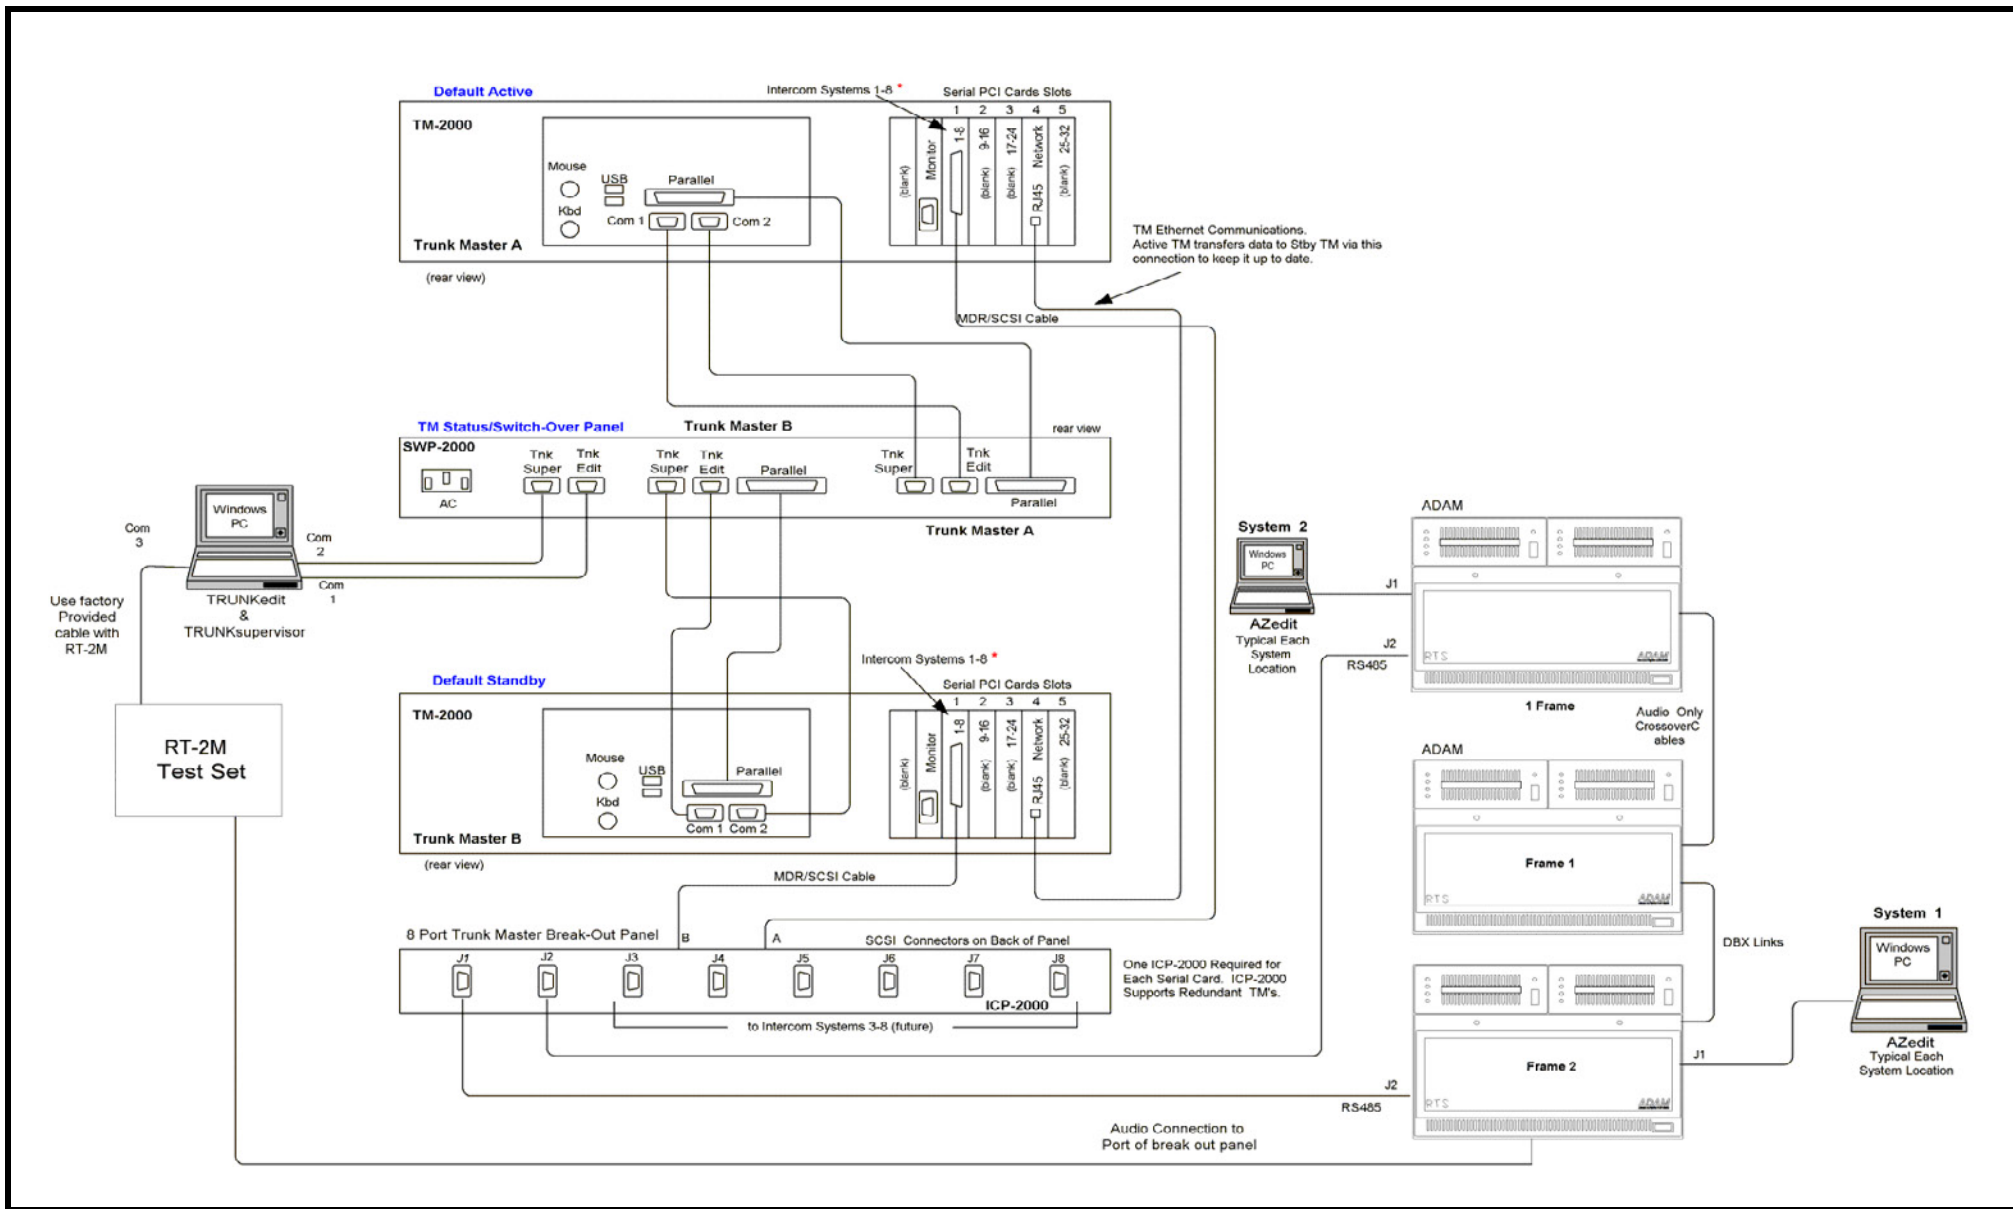 Default Active
Intercom Systems 1-8 *
Serial PCI Cards Slots
1 2 3 4 5
TM-2000
Mouse
USB
Parallel
Kbd
Com 1
Com 2
Trunk Master A
(blank)
Monitor
1-8
(blank) 9-16
(blank) 17-24
RJ45 Network
(blank) 25-32
(rear view)
TM Ethernet Communications.
Active TM transfers data to Stby TM via this
connection to keep it up to date.
MDR/SCSI Cable
TM Status/Switch-Over Panel
Trunk Master B
rear view
SWP-2000
AC
Tnk
Super
Tnk
Edit
Tnk
Super
Tnk
Edit
Parallel
Tnk
Super
Tnk
Edit
Parallel
Trunk Master A
Windows
PC
Com
3
Com
2
Com
1
TRUNKedit
&
TRUNKsupervisor
Use factory
Provided
cable with
RT-2M
RT-2M
Test Set
System 2
Windows
PC
AZedit
Typical Each
System
Location
J1
J2
RS485
ADAM
RTS
ADAM
1 Frame
Audio Only
CrossoverC
ables
Intercom Systems 1-8 *
Default Standby
Serial PCI Cards Slots
1 2 3 4 5
TM-2000
Mouse
USB
Parallel
Kbd
Com 1
Com 2
Trunk Master B
(blank)
Monitor
1-8
(blank) 9-16
(blank) 17-24
RJ45 Network
(blank) 25-32
(rear view)
MDR/SCSI Cable
ADAM
Frame 1
RTS
ADAM
DBX Links
System 1
Windows
PC
AZedit
Typical Each
System Location
J1
Frame 2
RTS
ADAM
J2
RS485
8 Port Trunk Master Break-Out Panel
B
A
SCSI Connectors on Back of Panel
J1 J2 J3 J4 J5 J6 J7 J8
ICP-2000
One ICP-2000 Required for
Each Serial Card. ICP-2000
Supports Redundant TM's.
to Intercom Systems 3-8 (future)
Audio Connection to
Port of break out panel